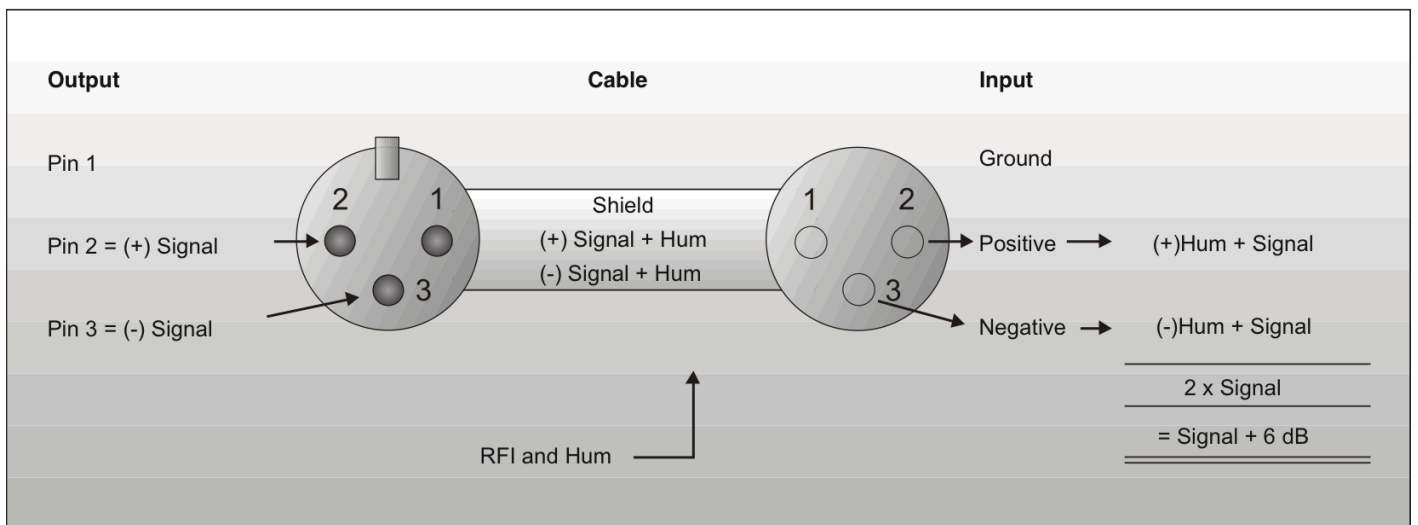 Output Cable Input
Pin 1
2 1
Shield
1 2
Ground
Pin 2 = (+) Signal
(+) Signal + Hum
Positive
(+)Hum + Signal
(-) Signal + Hum
3
3
Pin 3 = (-) Signal
Negative
(-)Hum + Signal
2 x Signal
= Signal + 6 dB
RFI and Hum